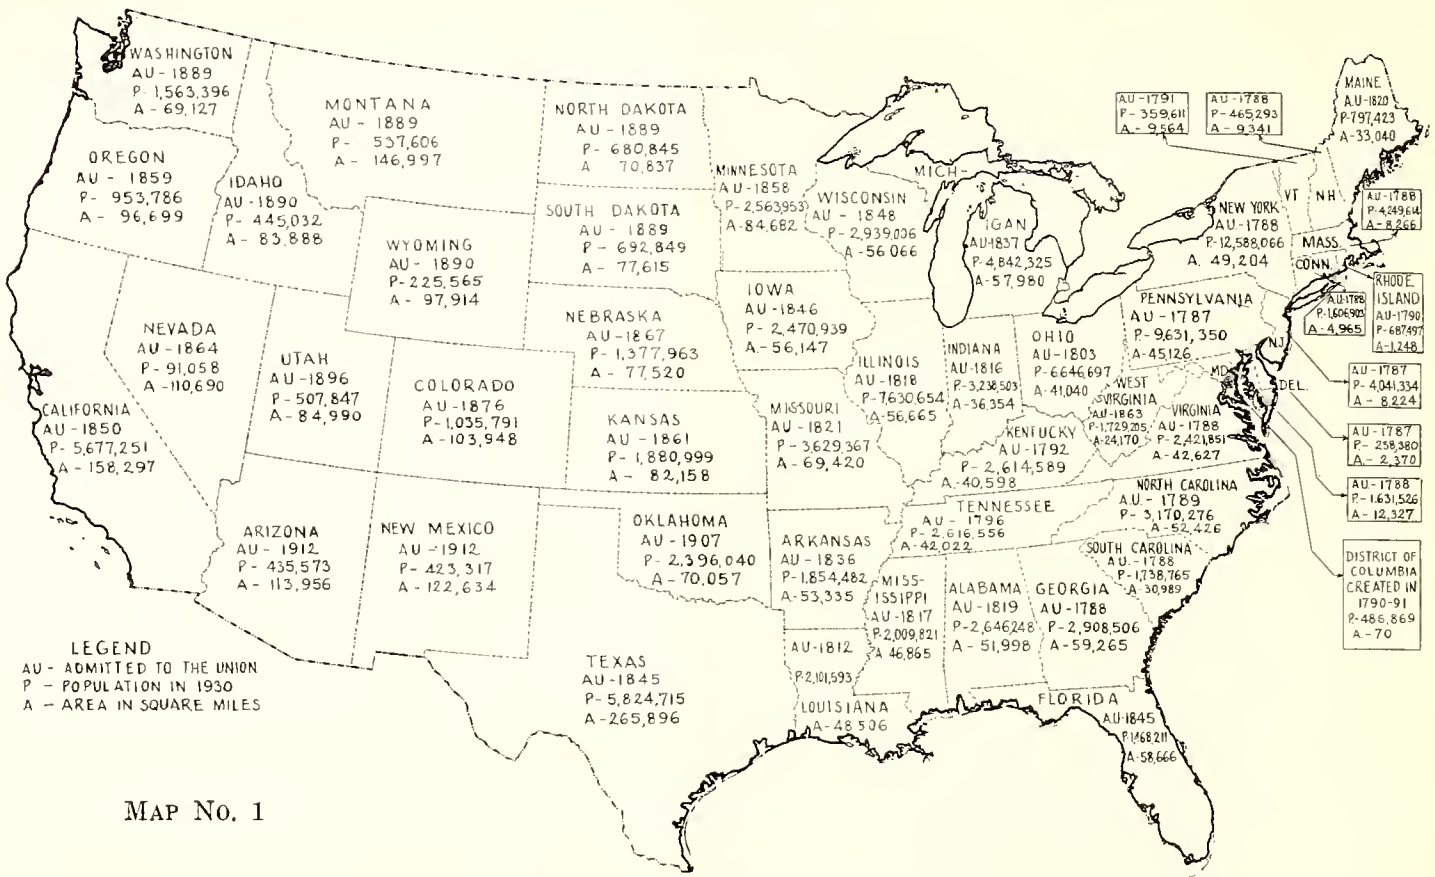 WASHINGTON
AU - 1889
P- 1,563,396
A - 69,127
OREGON
AU - 1859
P - 953,786
A - 96,699
IDAHO
AU - 1890
P - 445,032
A - 83,888
MONTANA
AU - 1889
P - 537,606
A - 146,997
WYOMING
AU - 1890
P - 225,565
A - 97,914
NORTH DAKOTA
AU - 1889
P - 680,845
A 70,837
SOUTH DAKOTA
AU - 1889
P - 692,849
A - 77,615
NEBRASKA
AU - 1867
P - 1,377,963
A - 77,520
KANSAS
AU - 1861
P - 1,880,999
A - 82,158
NEVADA
AU - 1864
P - 91,058
A - 110,690
UTAH
AU - 1896
P - 507,847
A - 84,990
COLORADO
AU - 1876
P - 1,035,791
A - 103,948
CALIFORNIA
AU - 1850
P - 5,677,251
A - 158,297
ARIZONA
AU - 1912
P - 435,573
A - 113,956
NEW MEXICO
AU - 1912
P - 423,317
A - 122,634
OKLAHOMA
AU - 1907
P - 2,396,040
A - 70,057
TEXAS
AU - 1845
P - 5,824,715
A - 265,896
MINNESOTA
AU - 1858
P - 2,563,953
A - 84,682
WISCONSIN
AU - 1848
P - 2,939,006
A - 56 066
MICH-
IGAN
AU-1837
P-4,842,325
A-57,980
IOWA
AU - 1846
P - 2,470,939
A - 56,147
MISSOURI
AU - 1821
P - 3,629,367
A - 69,420
ILLINOIS
AU - 1818
P - 7,630,654
A - 56,665
INDIANA
AU - 1816
P - 3,238,503
A - 36,354
OHIO
AU - 1803
P - 6646,697
A - 41,040
KENTUCKY
AU - 1792
P - 2,614,589
A - 40,598
TENNESSEE
AU - 1796
P - 2,616,556
A - 42,022
ARKANSAS
AU - 1836
P - 1,854,482
A - 53,335
MISS-
ISSIPPI
AU - 1817
P - 2,009,821
A 46,865
ALABAMA
AU - 1819
P - 2,646,248
A - 51,998
GEORGIA
AU - 1788
P - 2,908,506
A - 59,265
AU-1812
P-2,101,593
LOUISIANA
A - 48 506
FLORIDA
AU-1845
P-1,468,211
A-58,666
SOUTH CAROLINA
AU. - 1788
P - 1,738,765
A - 30,989
NORTH CAROLINA
AU. - 1789
P - 3,170,276
A - 52,426
WEST
VIRGINIA
AU - 1863
P - 1,729,205
A-24,170
VIRGINIA
AU - 1788
P - 2,421,851
A - 42,627
PENNSYLVANIA
AU - 1787
P - 9,631,350
A - 45,126
NEW YORK
AU - 1788
P - 12,588,066
A. 49,204
AU - 1791
P - 359,611
A - 9,564
AU - 1788
P - 465,293
A - 9,341
MAINE
A.U-1820
P-797,423
A-33,040
VT
NH
AU - 1788
P-4,249,614
A - 8,266
MASS.
CONN.
AU-1788
P-1,606,903
A - 4,965
RHODE
ISLAND
AU-1790
P-687,497
A-1,248
N.J.
MD.
DEL.
AU - 1787
P - 4,041,334
A - 8,224
AU - 1787
P - 238,380
A - 2,370
AU - 1788
P - 1,631,526
A - 12,327
DISTRICT OF
COLUMBIA
CREATED IN
1790-91
P-486,869
A - 70
LEGEND
AU - ADMITTED TO THE UNION
P - POPULATION IN 1930
A - AREA IN SQUARE MILES
MAP NO. 1